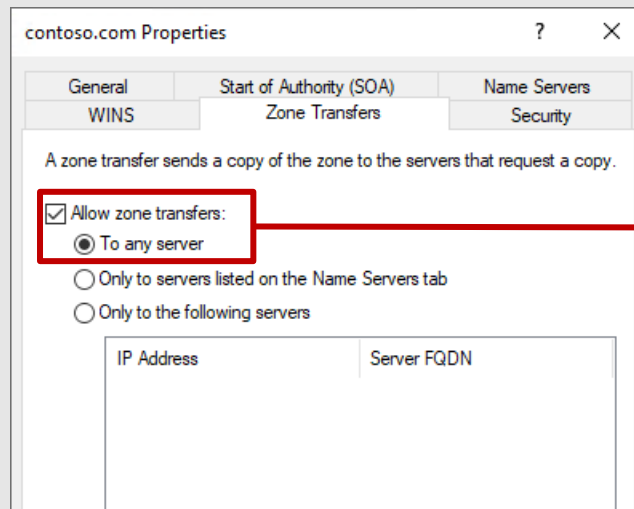 contoso.com Properties ? ×
General Start of Authority (SOA) Name Servers
WINS Zone Transfers Security
A zone transfer sends a copy of the zone to the servers that request a copy.
Allow zone transfers:
To any server
Only to servers listed on the Name Servers tab
Only to the following servers
IP Address Server FQDN